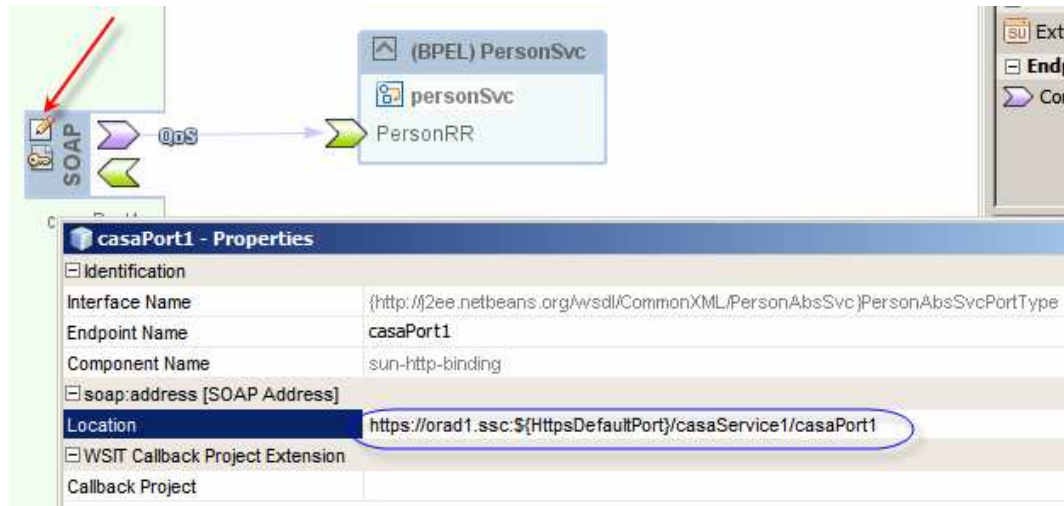 Ext
(BPEL) PersonSvc
personSvc
PersonRR
SOAP
QoS
casaPort1 - Properties
Identification
Interface Name {http://j2ee.netbeans.org/wsdl/CommonXML/PersonAbsSvc}PersonAbsSvcPortType
Endpoint Name casaPort1
Component Name sun-http-binding
soap:address [SOAP Address]
Location https://orad1.ssc:${HttpsDefaultPort}/casaService1/casaPort1
WSIT Callback Project Extension
Callback Project